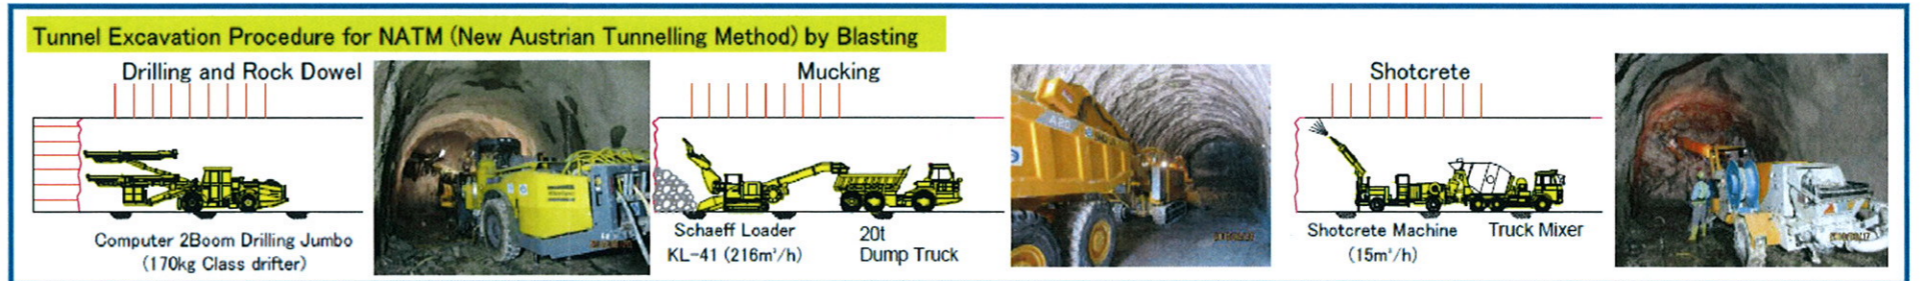 Tunnel Excavation Procedure for NATM (New Austrian Tunnelling Method) by Blasting
Drilling and Rock Dowel
Computer 2Boom Drilling Jumbo
(170kg Class drifter)
Mucking
Schaeff Loader
KL-41 (216m³/h)
20t
Dump Truck
Shotcrete
Shotcrete Machine
(15m³/h)
Truck Mixer